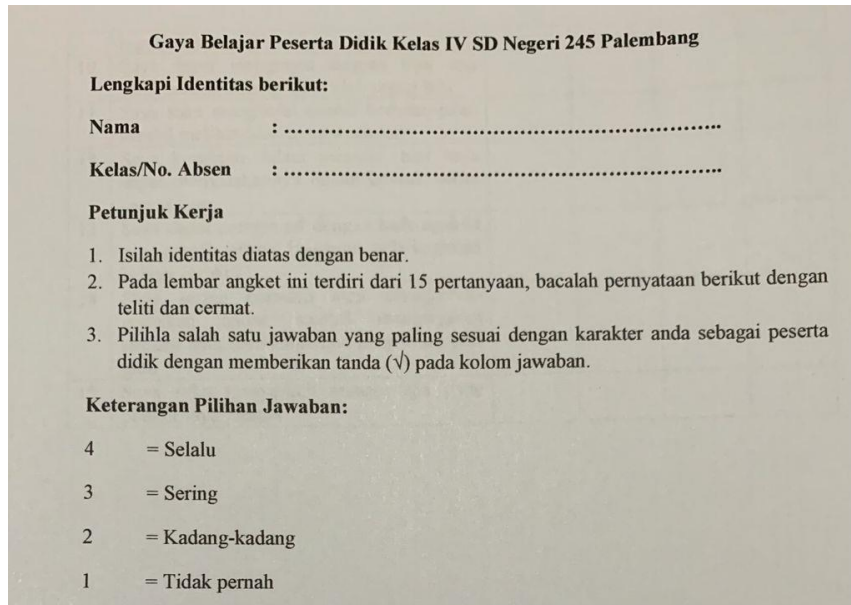 Gaya Belajar Peserta Didik Kelas IV SD Negeri 245 Palembang
Lengkapi Identitas berikut:
Nama : ........................................................................
Kelas/No. Absen : ........................................................................
Petunjuk Kerja
1. Isilah identitas diatas dengan benar.
2. Pada lembar angket ini terdiri dari 15 pertanyaan, bacalah pernyataan berikut dengan
teliti dan cermat.
3. Pilihla salah satu jawaban yang paling sesuai dengan karakter anda sebagai peserta
didik dengan memberikan tanda (√) pada kolom jawaban.
Keterangan Pilihan Jawaban:
4 = Selalu
3 = Sering
2 = Kadang-kadang
1 = Tidak pernah